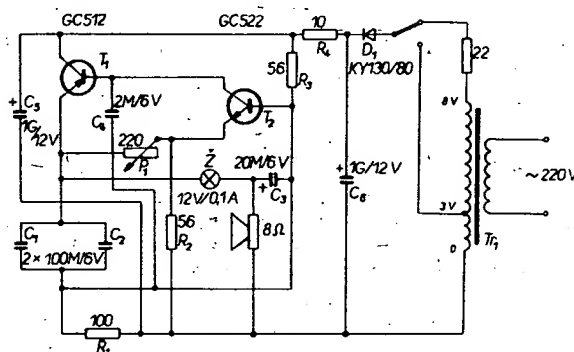 GC512 GC522
10
R₄
D₁
KY130/80
22
T₁
56
R₃
C₅
1G/12V
2M/6V
C₄
T₂
8V
220
P₁
Ž
12V/0,1A
20M/6V
C₃
1G/12V
C₆
~220V
3V
C₁
C₂
2×100M/6V
56
R₂
8Ω
0
Tr₁
100